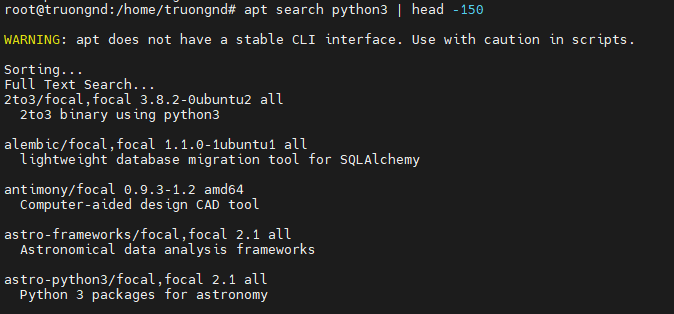 root@truongnd:/home/truongnd# apt search python3 | head -150
WARNING: apt does not have a stable CLI interface. Use with caution in scripts.
Sorting...
Full Text Search...
2to3/focal,focal 3.8.2-0ubuntu2 all
  2to3 binary using python3
alembic/focal,focal 1.1.0-1ubuntu1 all
  lightweight database migration tool for SQLAlchemy
antimony/focal 0.9.3-1.2 amd64
  Computer-aided design CAD tool
astro-frameworks/focal,focal 2.1 all
  Astronomical data analysis frameworks
astro-python3/focal,focal 2.1 all
  Python 3 packages for astronomy